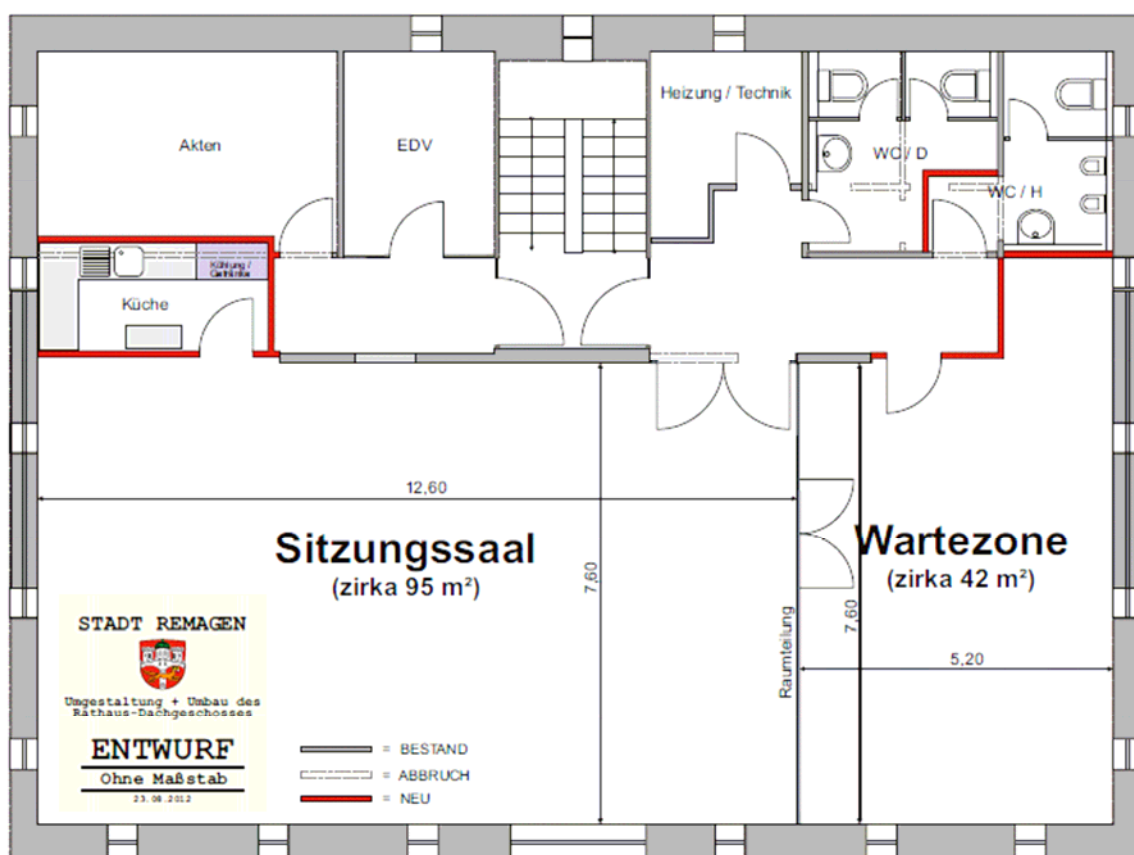 Heizung / Technik
Akten
EDV
WC / D
WC / H
Kühlung /
Getränke
Küche
12,60
Sitzungssaal
(zirka 95 m²)
7,60
Wartezone
(zirka 42 m²)
7,60
5,20
Raumteilung
STADT REMAGEN
Umgestaltung + Umbau des
Rathaus-Dachgeschosses
ENTWURF
Ohne Maßstab
23.08.2012
= BESTAND
= ABBRUCH
= NEU